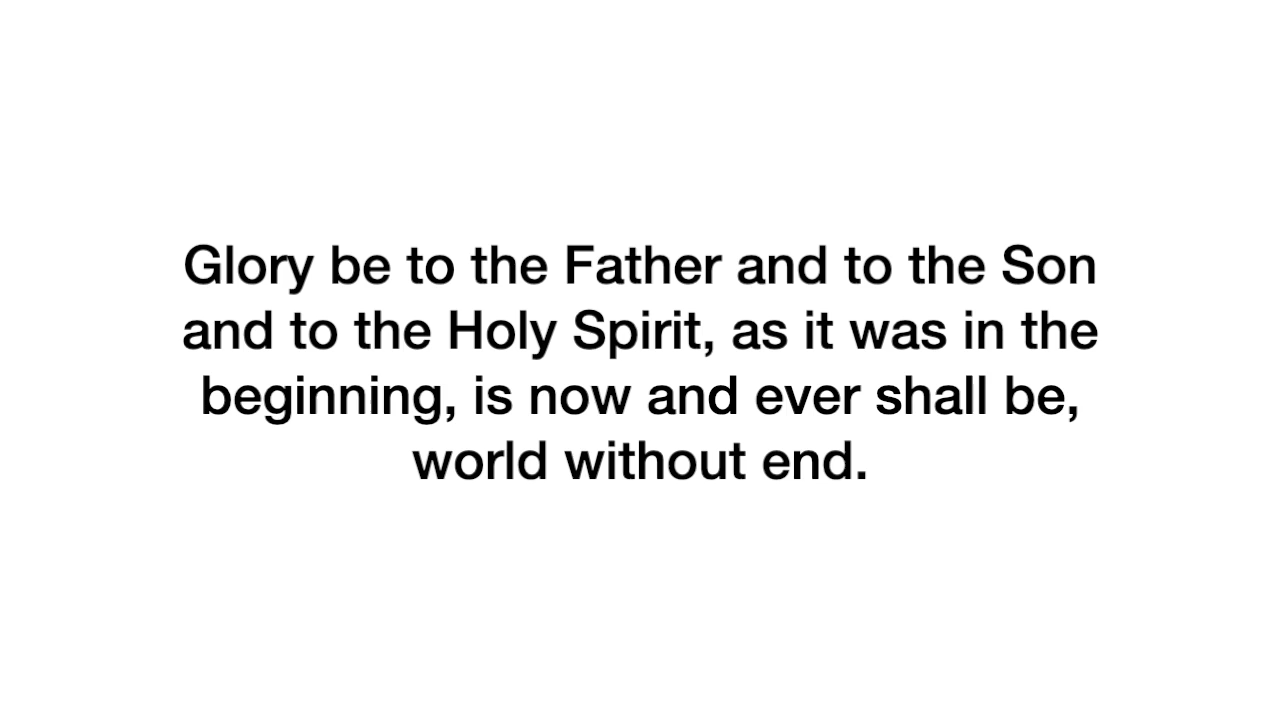 Glory be to the Father and to the Son
and to the Holy Spirit, as it was in the
beginning, is now and ever shall be,
world without end.